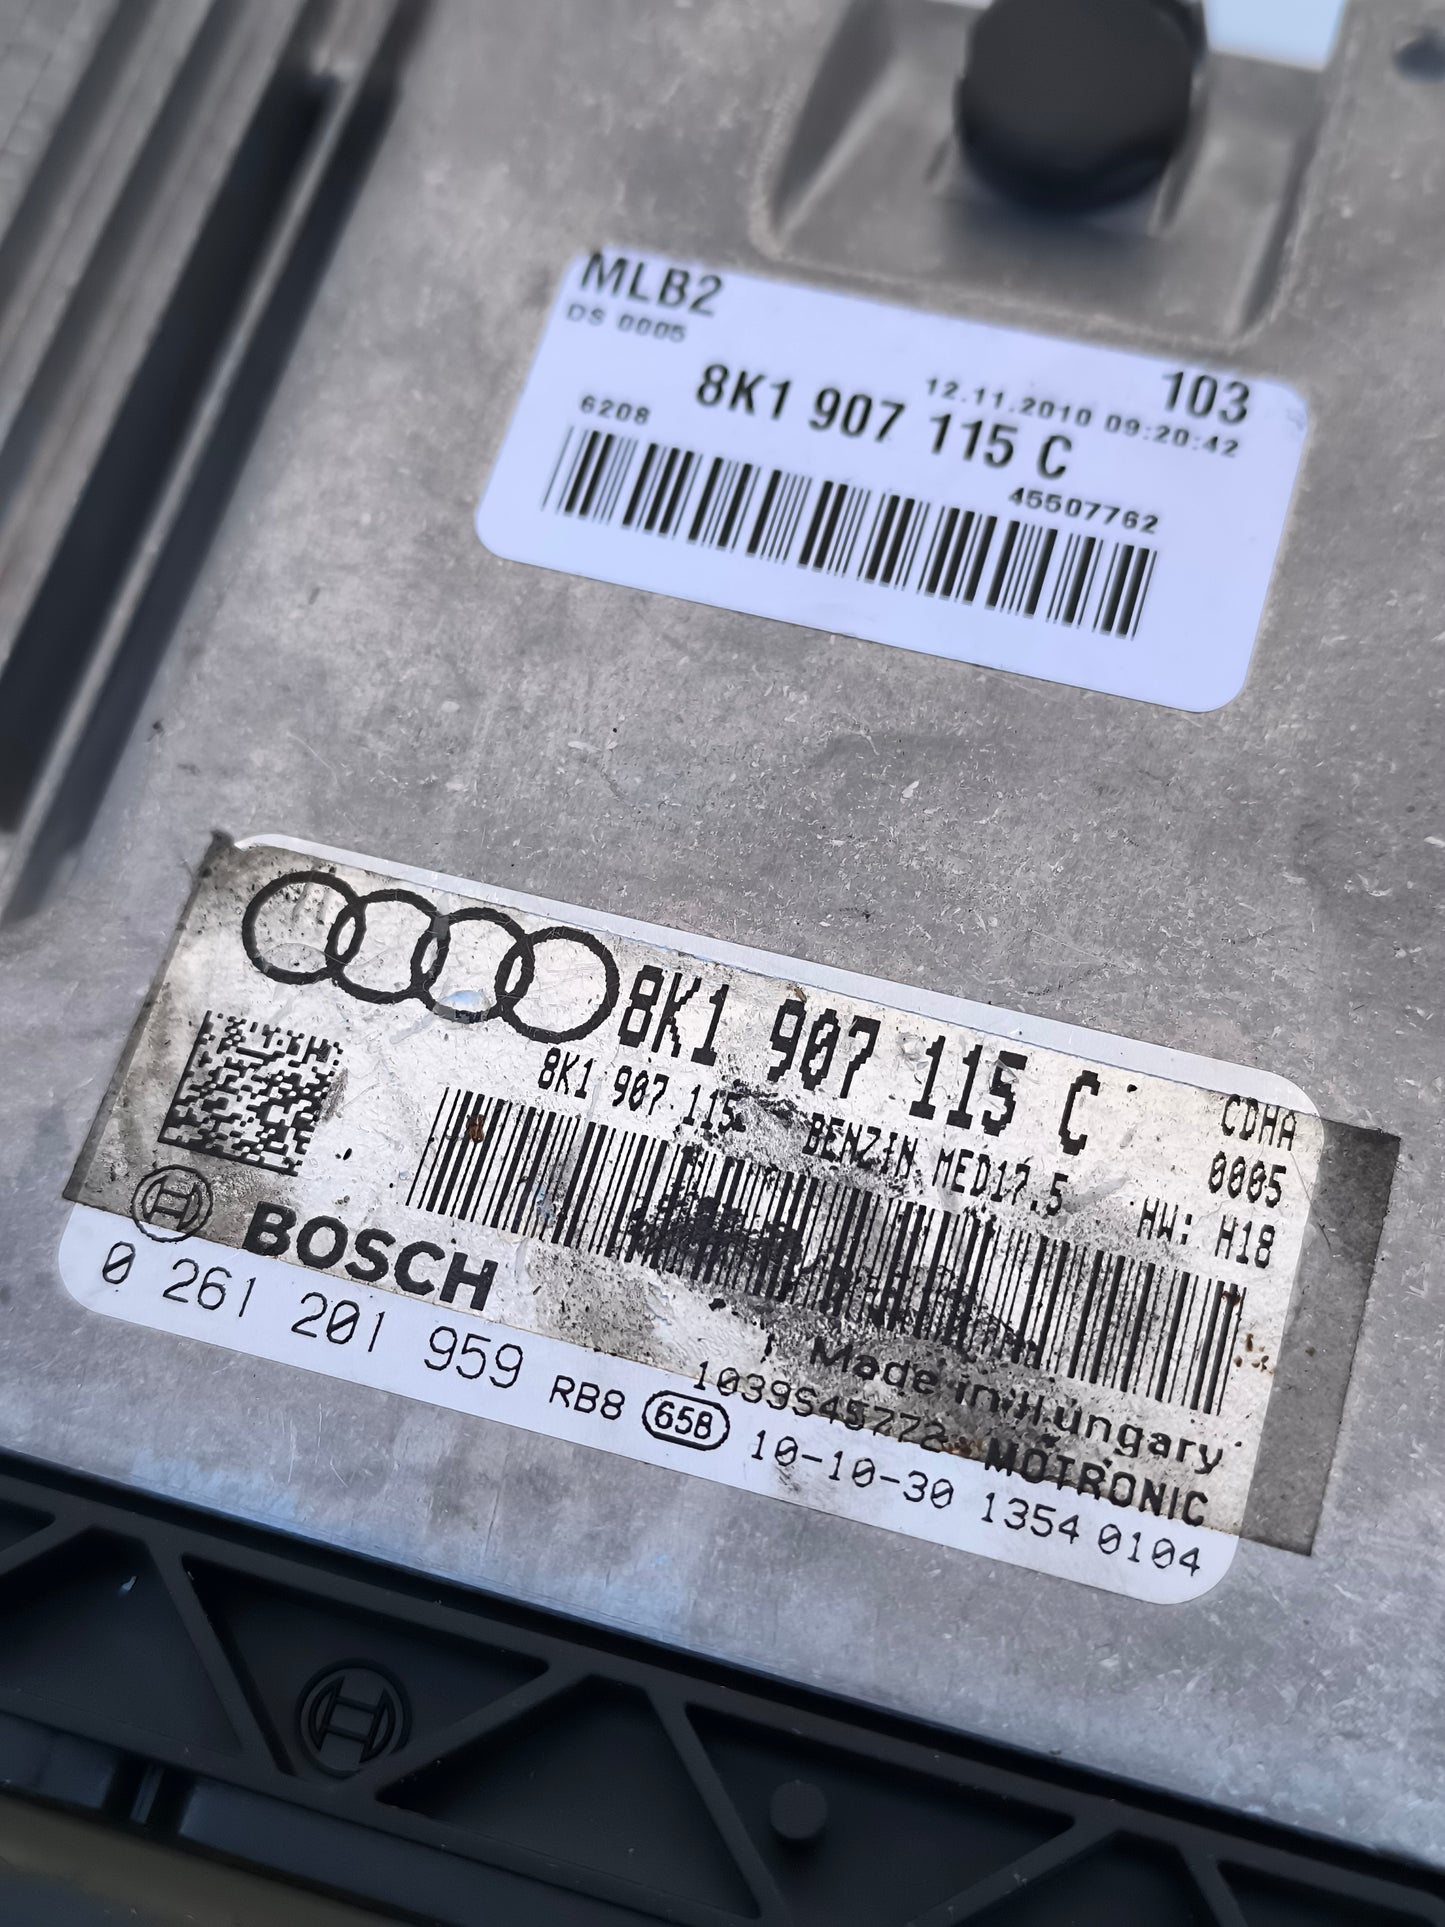 MLB2
DS 0005
103
12.11.2010 09:20:42
8K1 907 115 C
6208
45507762
8K1 907 115 C
CDHA
8K1 907 115
BENZIN MED17.5
0005
HW: H18
BOSCH
Made in Hungary
0 261 201 959
1039S45772
MOTRONIC
RB8 658 10-10-30 1354 0104